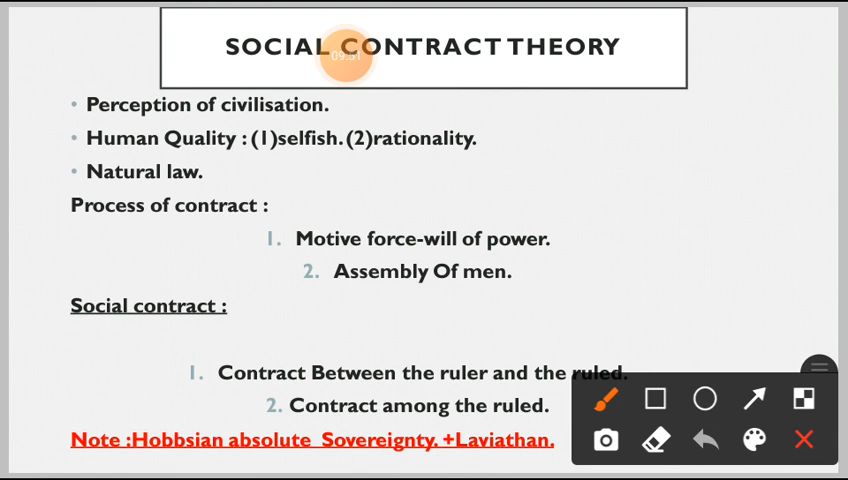 SOCIAL CONTRACT THEORY
09:51
• Perception of civilisation.
• Human Quality : (1)selfish. (2)rationality.
• Natural law.
Process of contract :
1. Motive force-will of power.
2. Assembly Of men.
Social contract :
1. Contract Between the ruler and the ruled.
2. Contract among the ruled.
Note :Hobbsian absolute Sovereignty. +Laviathan.